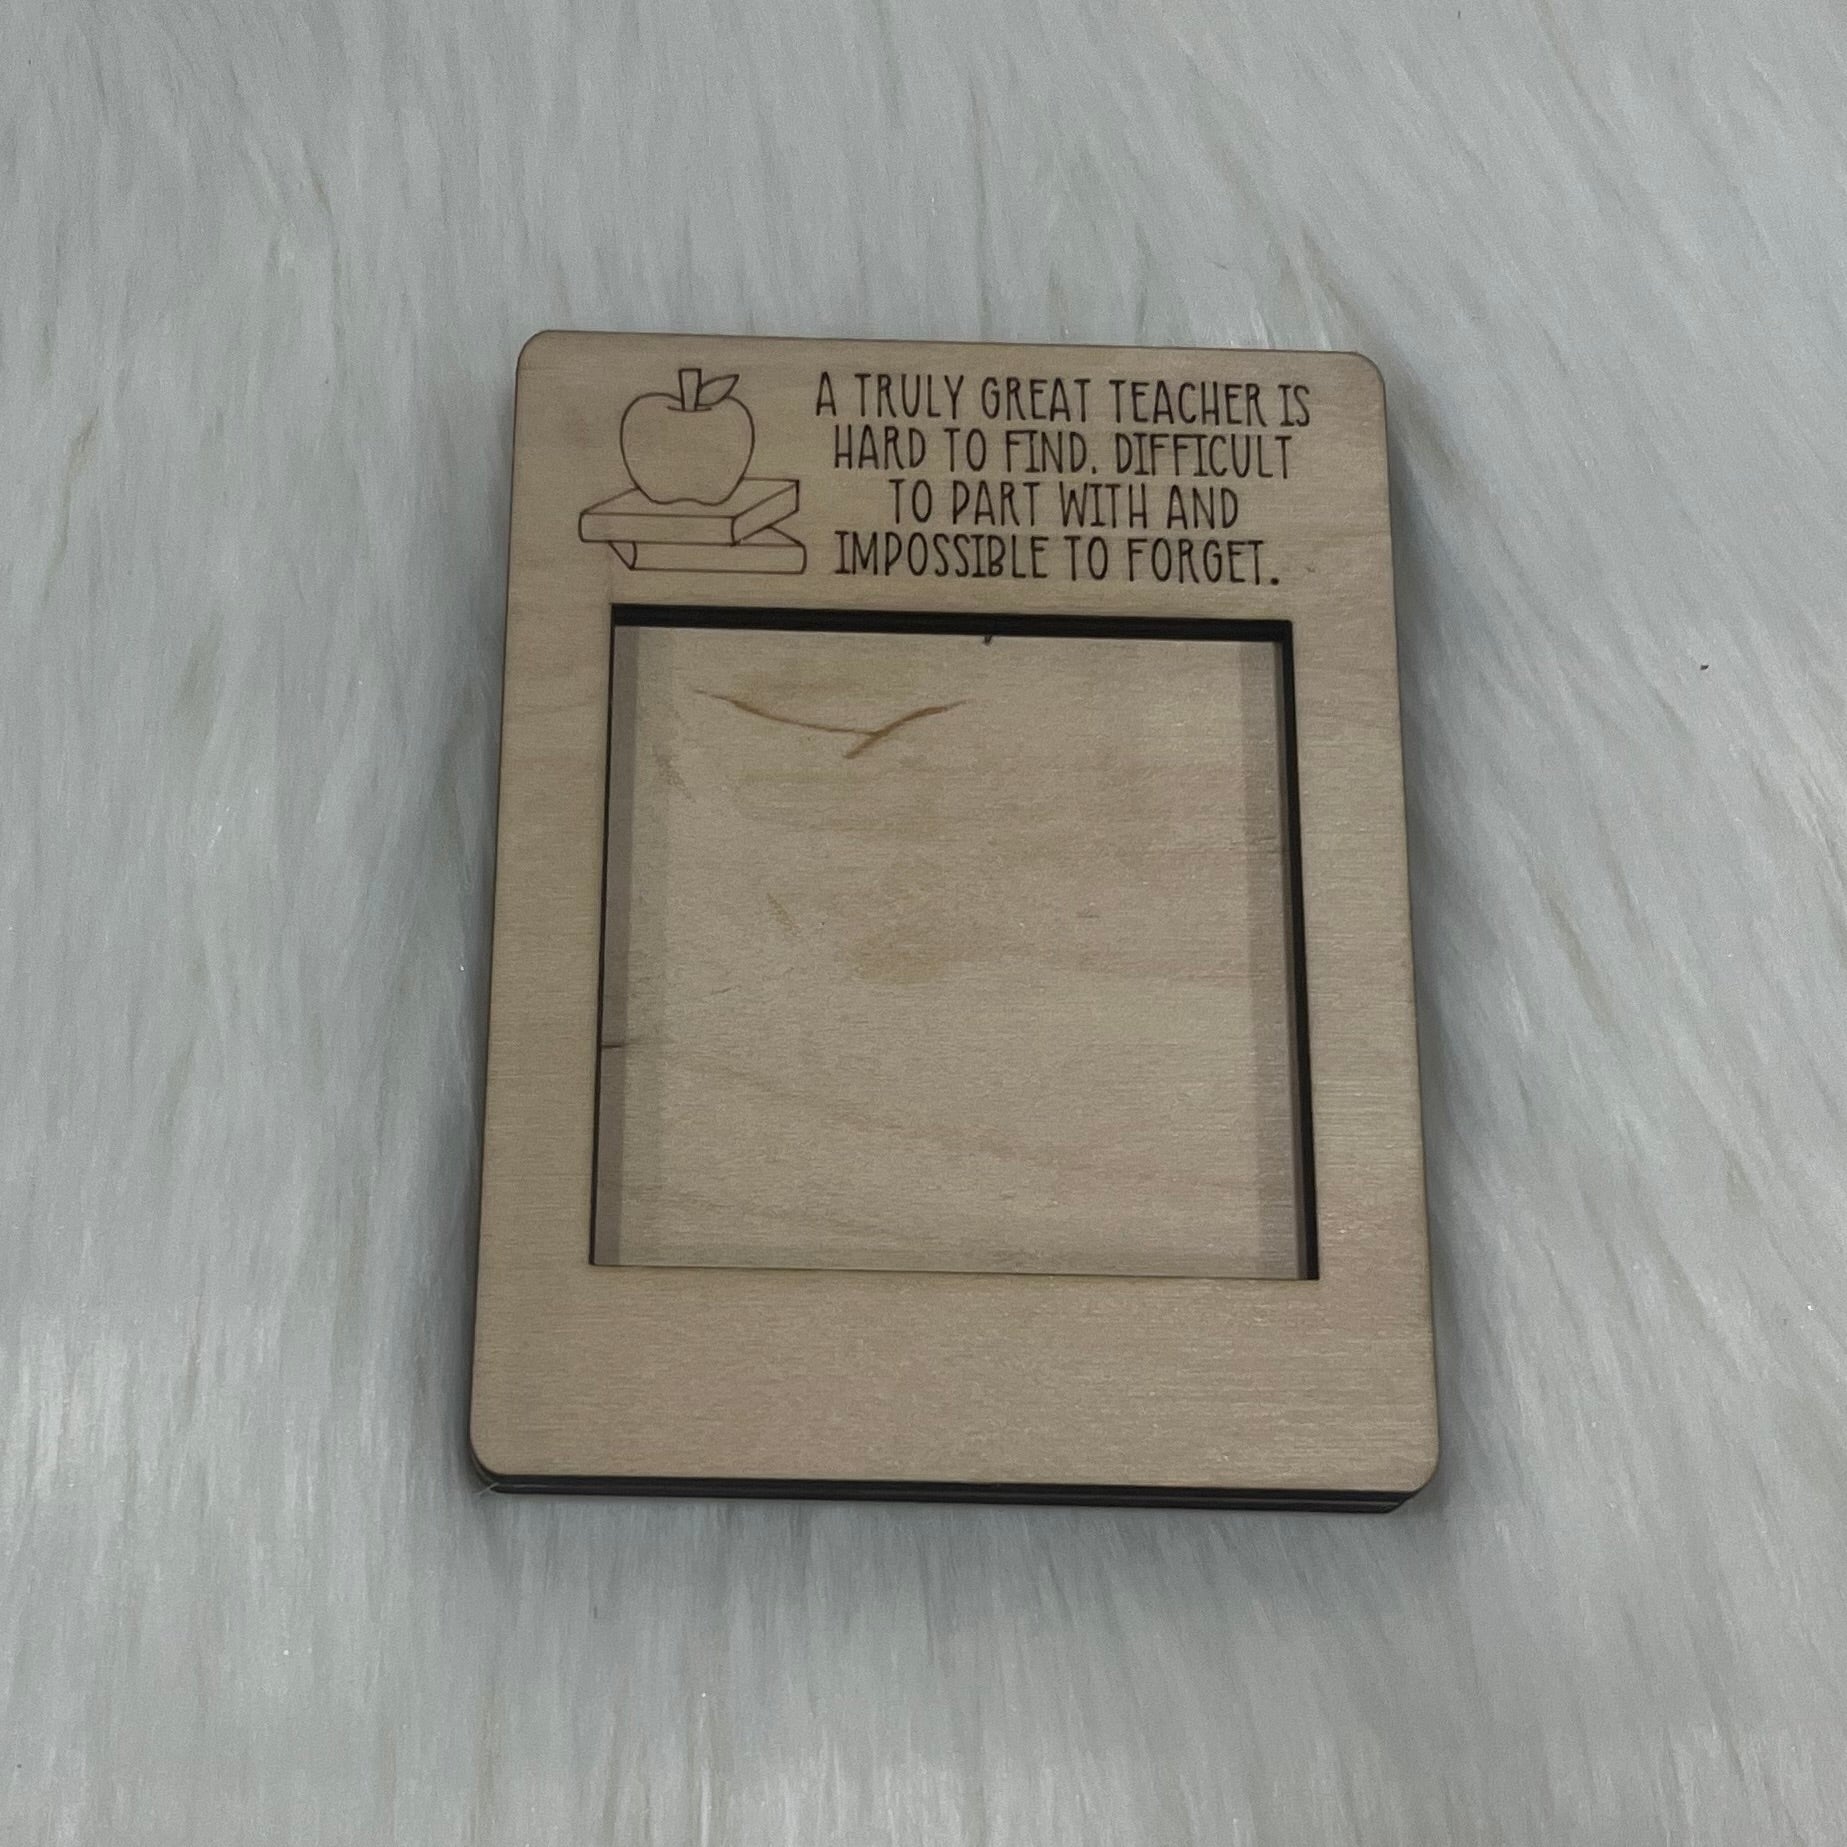 A TRULY GREAT TEACHER IS
HARD TO FIND. DIFFICULT
TO PART WITH AND
IMPOSSIBLE TO FORGET.